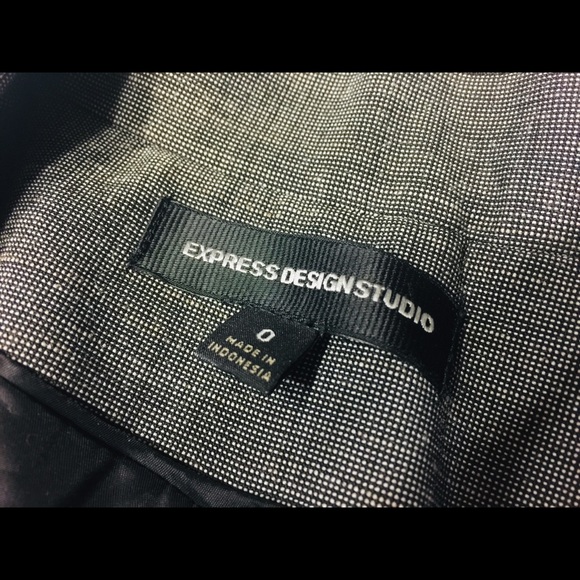 EXPRESS DESIGN STUDIO
0
MADE IN
INDONESIA